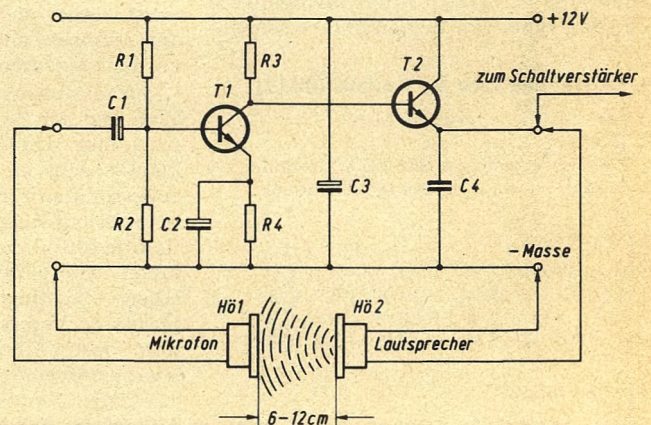 +12V
R1
R3
T1
T2
zum Schaltverstärker
C1
R2
C2
R4
C3
C4
– Masse
Hö1
Hö2
Mikrofon
Lautsprecher
6–12cm